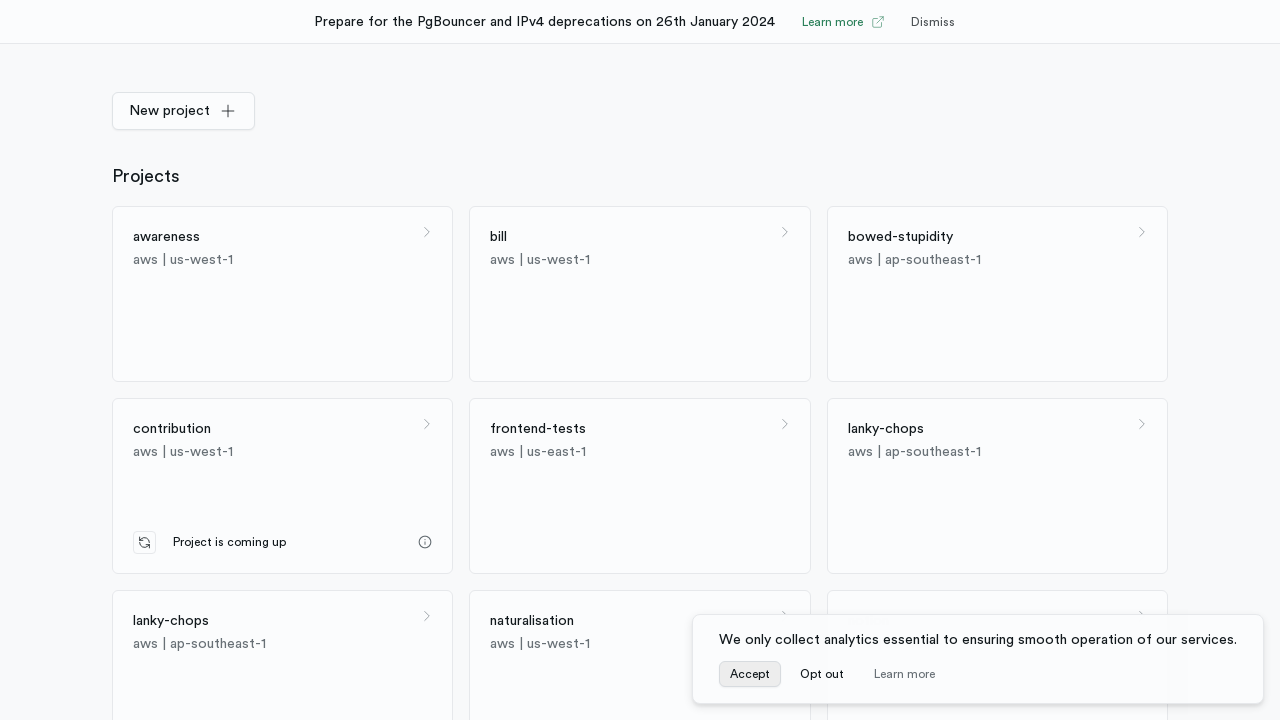 Prepare for the PgBouncer and IPv4 deprecations on 26th January 2024 Learn more Dismiss
New project
Projects
awareness
aws | us-west-1
bill
aws | us-west-1
bowed-stupidity
aws | ap-southeast-1
contribution
aws | us-west-1
Project is coming up
frontend-tests
aws | us-east-1
lanky-chops
aws | ap-southeast-1
lanky-chops
aws | ap-southeast-1
naturalisation
aws | us-west-1
We only collect analytics essential to ensuring smooth operation of our services.
Accept Opt out Learn more